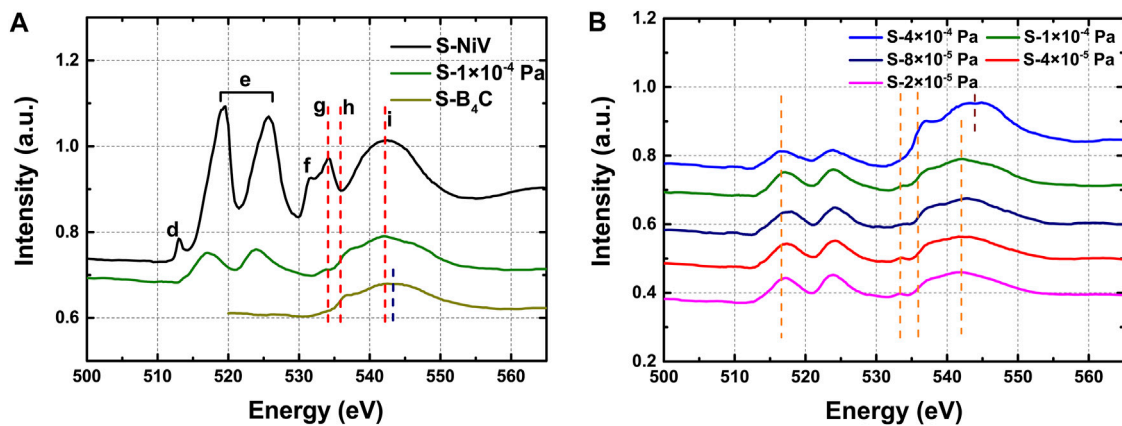 A
S-NiV
S-1×10⁻⁴ Pa
S-B₄C
d
e
f
g
h
i
1.2
1.0
0.8
0.6
Intensity (a.u.)
500 510 520 530 540 550 560
Energy (eV)
B
S-4×10⁻⁴ Pa S-1×10⁻⁴ Pa
S-8×10⁻⁵ Pa S-4×10⁻⁵ Pa
S-2×10⁻⁵ Pa
1.2
1.0
0.8
0.6
0.4
0.2
Intensity (a.u.)
500 510 520 530 540 550 560
Energy (eV)